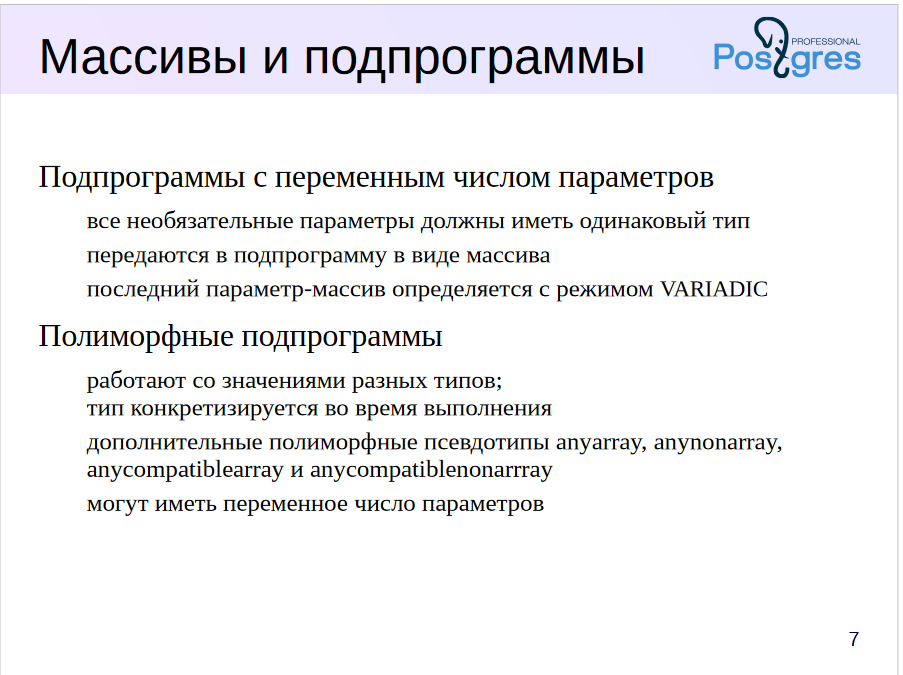 Массивы и подпрограммы
PROFESSIONAL
Postgres
Подпрограммы с переменным числом параметров
все необязательные параметры должны иметь одинаковый тип
передаются в подпрограмму в виде массива
последний параметр-массив определяется с режимом VARIADIC
Полиморфные подпрограммы
работают со значениями разных типов;
тип конкретизируется во время выполнения
дополнительные полиморфные псевдотипы anyarray, anynonarray,
anycompatiblearray и anycompatiblenonarrray
могут иметь переменное число параметров
7